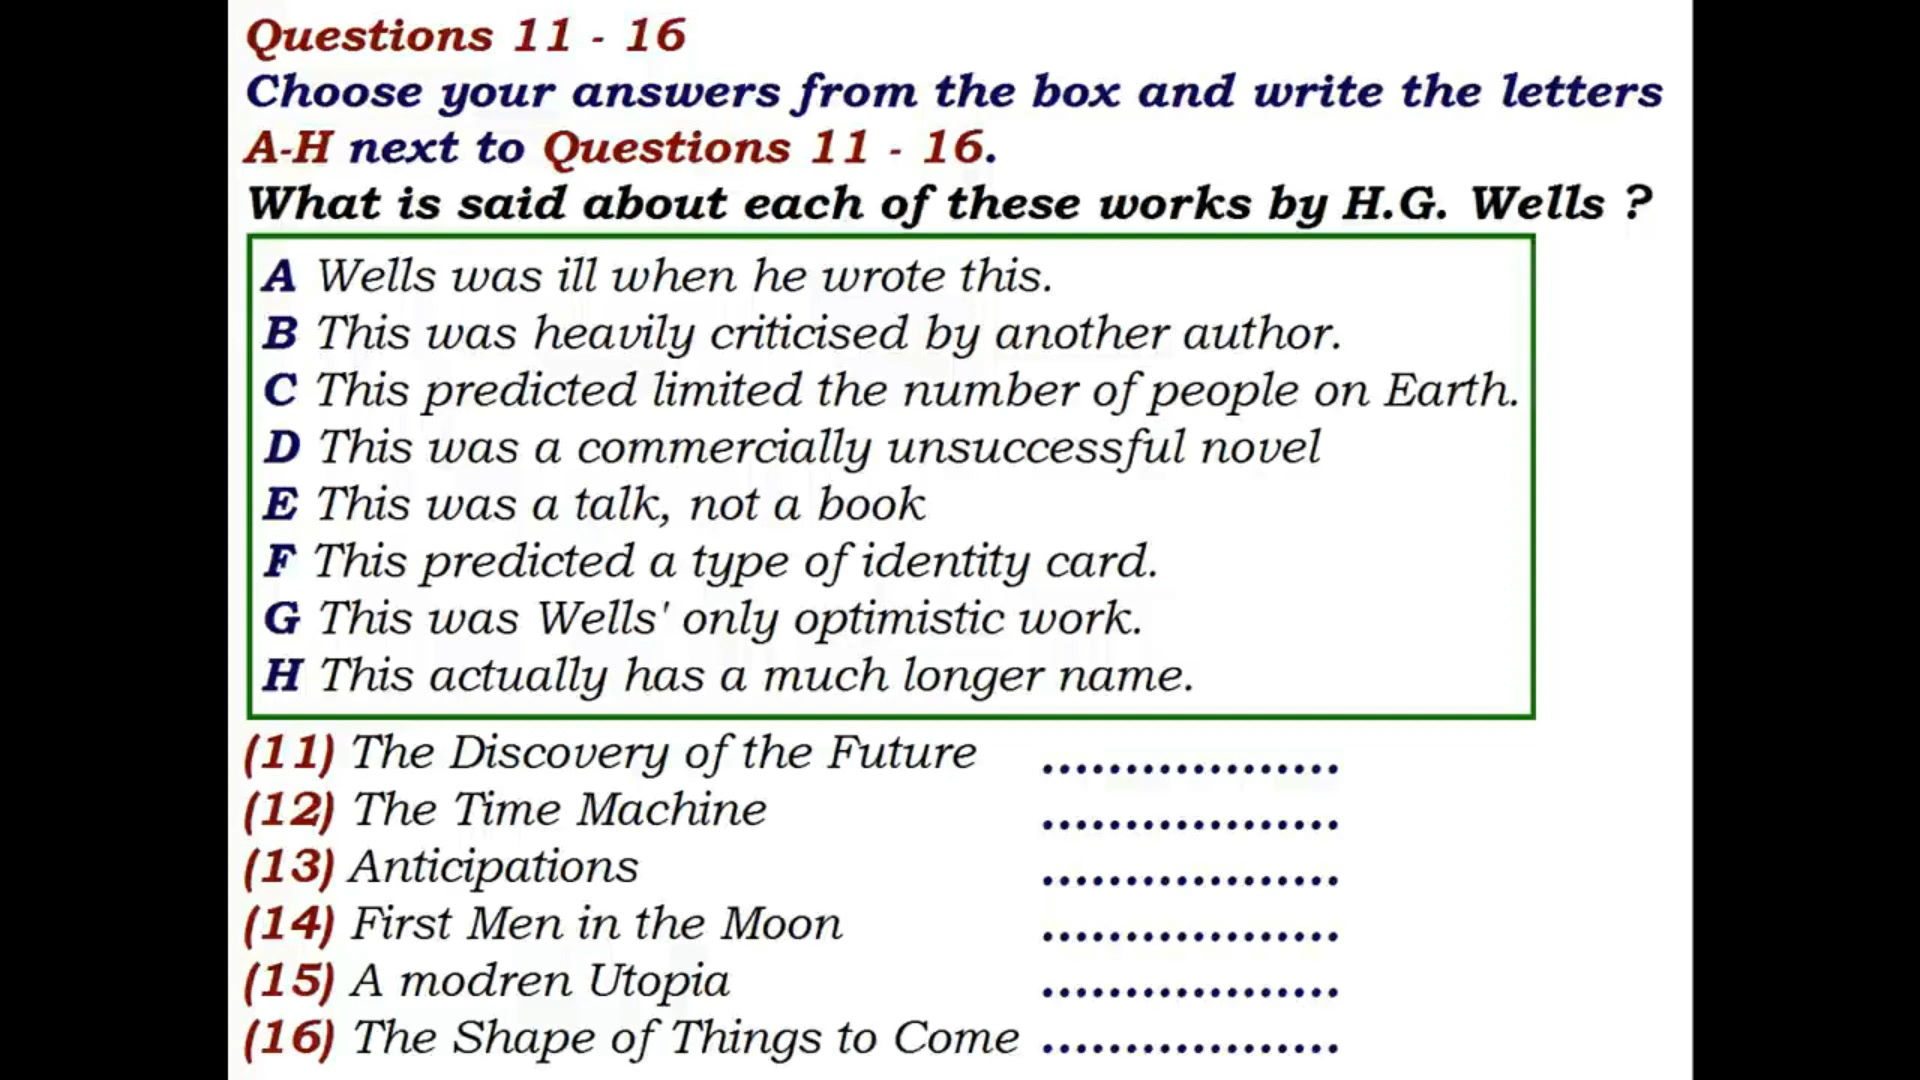 Questions 11 - 16
Choose your answers from the box and write the letters
A-H next to Questions 11 - 16.
What is said about each of these works by H.G. Wells ?
A Wells was ill when he wrote this.
B This was heavily criticised by another author.
C This predicted limited the number of people on Earth.
D This was a commercially unsuccessful novel
E This was a talk, not a book
F This predicted a type of identity card.
G This was Wells' only optimistic work.
H This actually has a much longer name.
(11) The Discovery of the Future ..................
(12) The Time Machine ..................
(13) Anticipations ..................
(14) First Men in the Moon ..................
(15) A modren Utopia ..................
(16) The Shape of Things to Come ..................